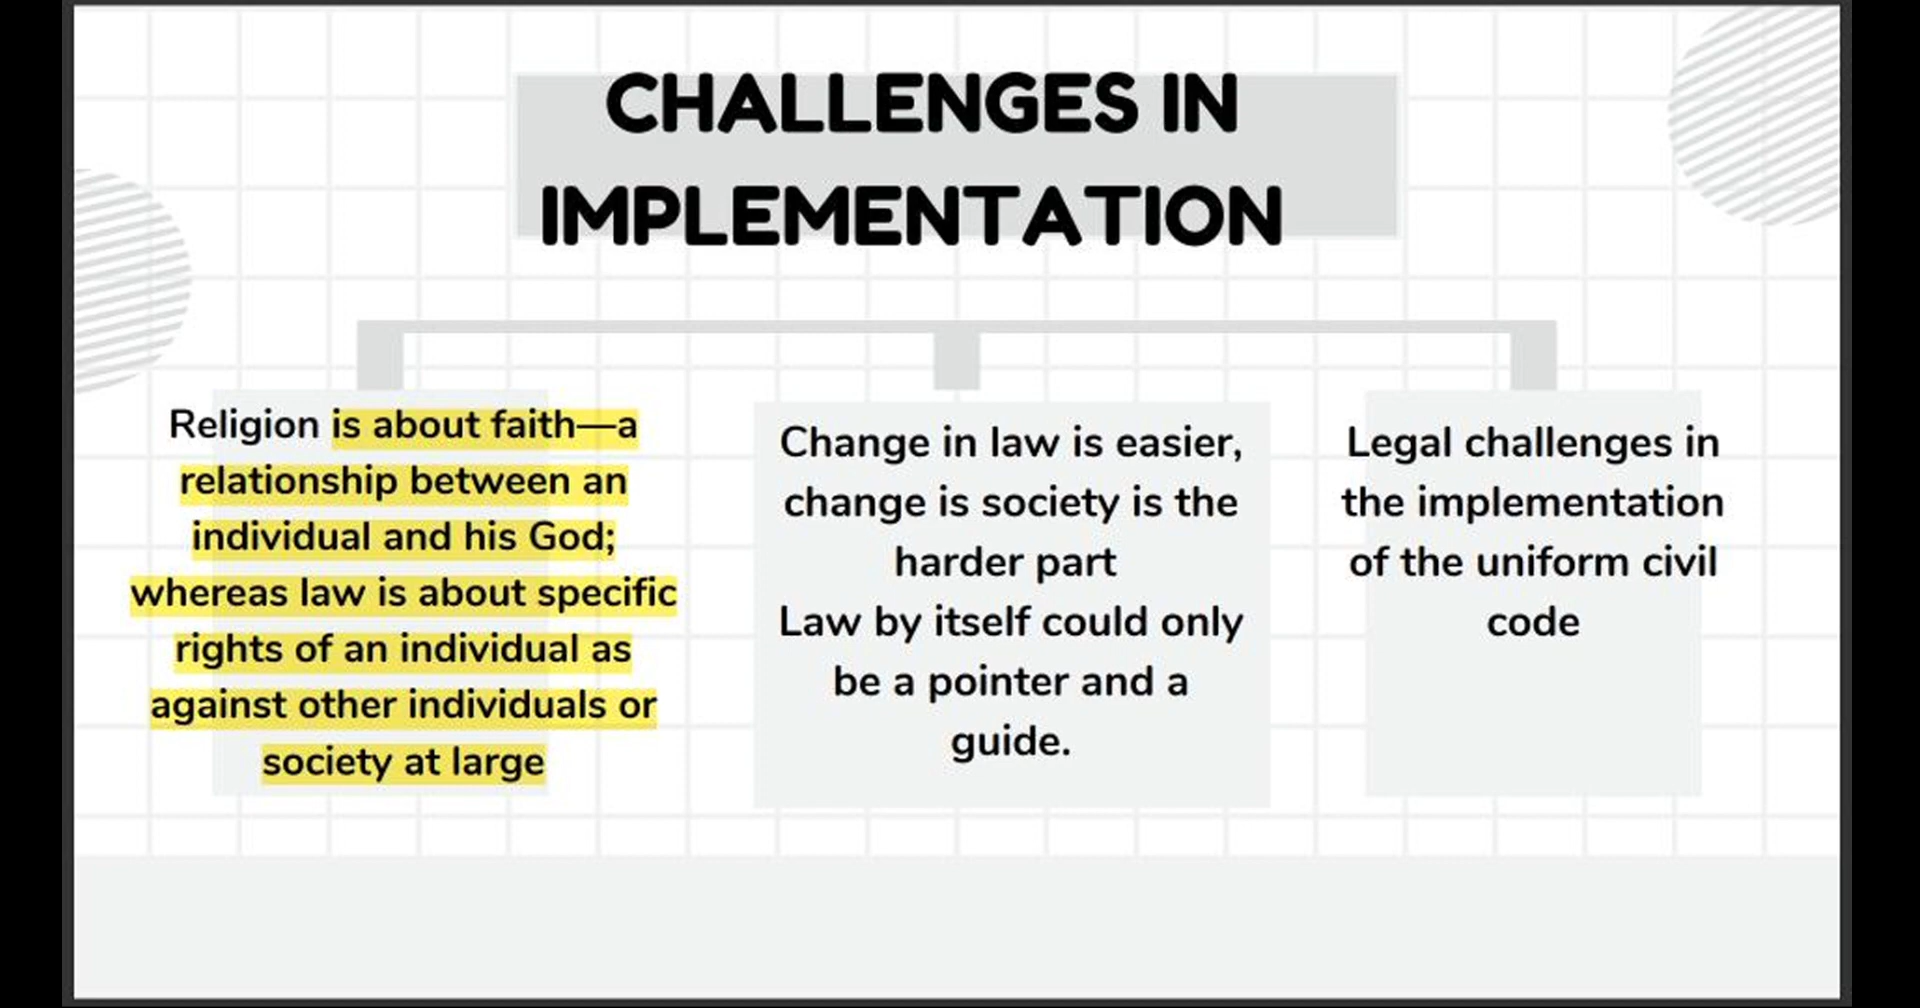 CHALLENGES IN
IMPLEMENTATION
Religion is about faith—a
relationship between an
individual and his God;
whereas law is about specific
rights of an individual as
against other individuals or
society at large
Change in law is easier,
change is society is the
harder part
Law by itself could only
be a pointer and a
guide.
Legal challenges in
the implementation
of the uniform civil
code